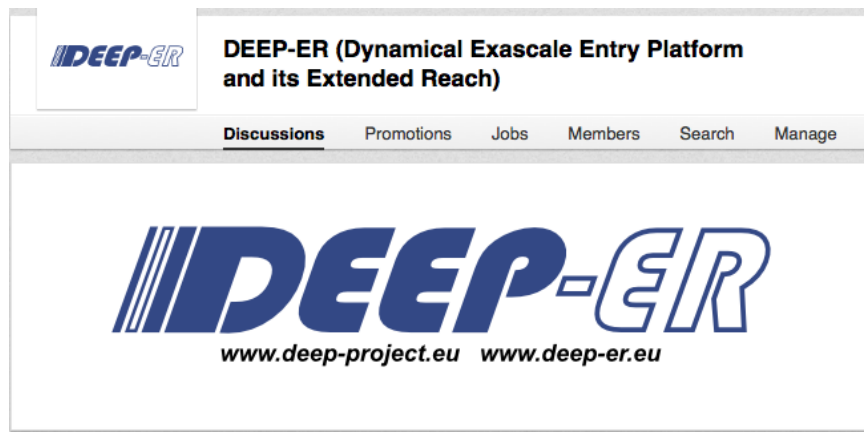 DEEP-ER
DEEP-ER (Dynamical Exascale Entry Platform
and its Extended Reach)
Discussions Promotions Jobs Members Search Manage
DEEP-ER
www.deep-project.eu www.deep-er.eu